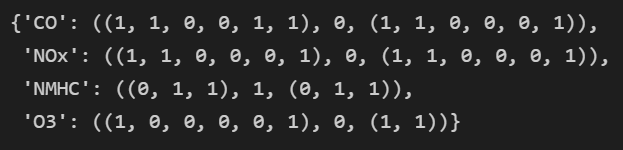 {'CO': ((1, 1, 0, 0, 1, 1), 0, (1, 1, 0, 0, 0, 1)),
'NOx': ((1, 1, 0, 0, 0, 1), 0, (1, 1, 0, 0, 0, 1)),
'NMHC': ((0, 1, 1), 1, (0, 1, 1)),
'O3': ((1, 0, 0, 0, 0, 1), 0, (1, 1))}